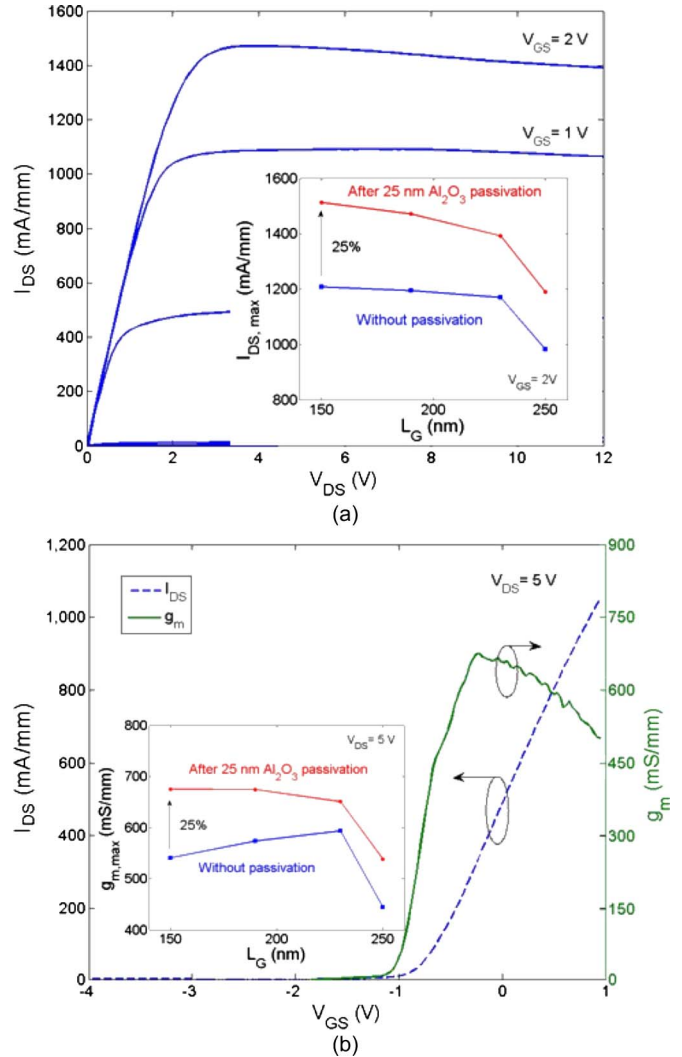 1600
1400
1200
1000
800
600
400
200
0
I_DS (mA/mm)
V_GS = 2 V
V_GS = 1 V
1600
1400
1200
1000
800
I_DS, max (mA/mm)
After 25 nm Al₂O₃ passivation
25%
Without passivation
V_GS = 2V
150 200 250
L_G (nm)
0 2 4 6 8 10 12
V_DS (V)
(a)
1,200
1,000
800
600
400
200
0
I_DS (mA/mm)
I_DS
g_m
V_DS = 5 V
900
750
600
450
300
150
0
g_m (mS/mm)
800
700
600
500
400
g_m,max (mS/mm)
V_DS = 5 V
After 25 nm Al₂O₃ passivation
25%
Without passivation
150 200 250
L_G (nm)
-4 -3 -2 -1 0 1
V_GS (V)
(b)